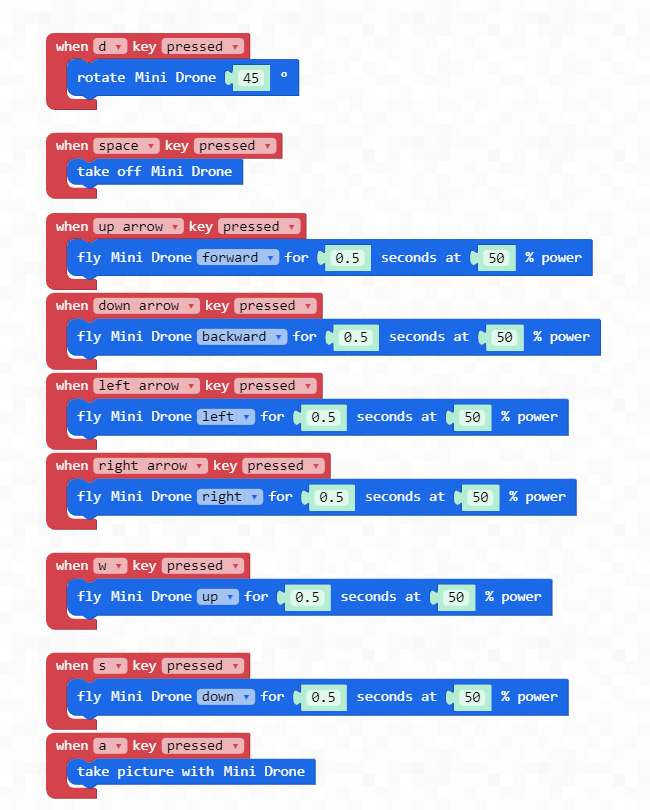 when d key pressed
rotate Mini Drone 45 °
when space key pressed
take off Mini Drone
when up arrow key pressed
fly Mini Drone forward for 0.5 seconds at 50 % power
when down arrow key pressed
fly Mini Drone backward for 0.5 seconds at 50 % power
when left arrow key pressed
fly Mini Drone left for 0.5 seconds at 50 % power
when right arrow key pressed
fly Mini Drone right for 0.5 seconds at 50 % power
when w key pressed
fly Mini Drone up for 0.5 seconds at 50 % power
when s key pressed
fly Mini Drone down for 0.5 seconds at 50 % power
when a key pressed
take picture with Mini Drone